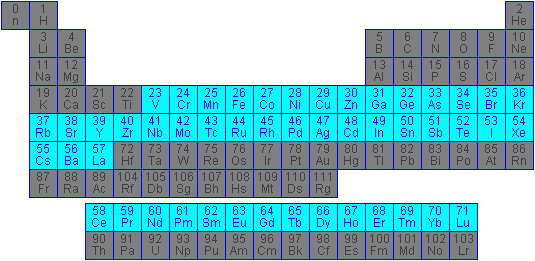 0 1 2
n H He
3 4 5 6 7 8 9 10
Li Be B C N O F Ne
11 12 13 14 15 16 17 18
Na Mg Al Si P S Cl Ar
19 20 21 22 23 24 25 26 27 28 29 30 31 32 33 34 35 36
K Ca Sc Ti V Cr Mn Fe Co Ni Cu Zn Ga Ge As Se Br Kr
37 38 39 40 41 42 43 44 45 46 47 48 49 50 51 52 53 54
Rb Sr Y Zr Nb Mo Tc Ru Rh Pd Ag Cd In Sn Sb Te I Xe
55 56 57 72 73 74 75 76 77 78 79 80 81 82 83 84 85 86
Cs Ba La Hf Ta W Re Os Ir Pt Au Hg Tl Pb Bi Po At Rn
87 88 89 104 105 106 107 108 109 110 111
Fr Ra Ac Rf Db Sg Bh Hs Mt Ds Rg
58 59 60 61 62 63 64 65 66 67 68 69 70 71
Ce Pr Nd Pm Sm Eu Gd Tb Dy Ho Er Tm Yb Lu
90 91 92 93 94 95 96 97 98 99 100 101 102 103
Th Pa U Np Pu Am Cm Bk Cf Es Fm Md No Lr